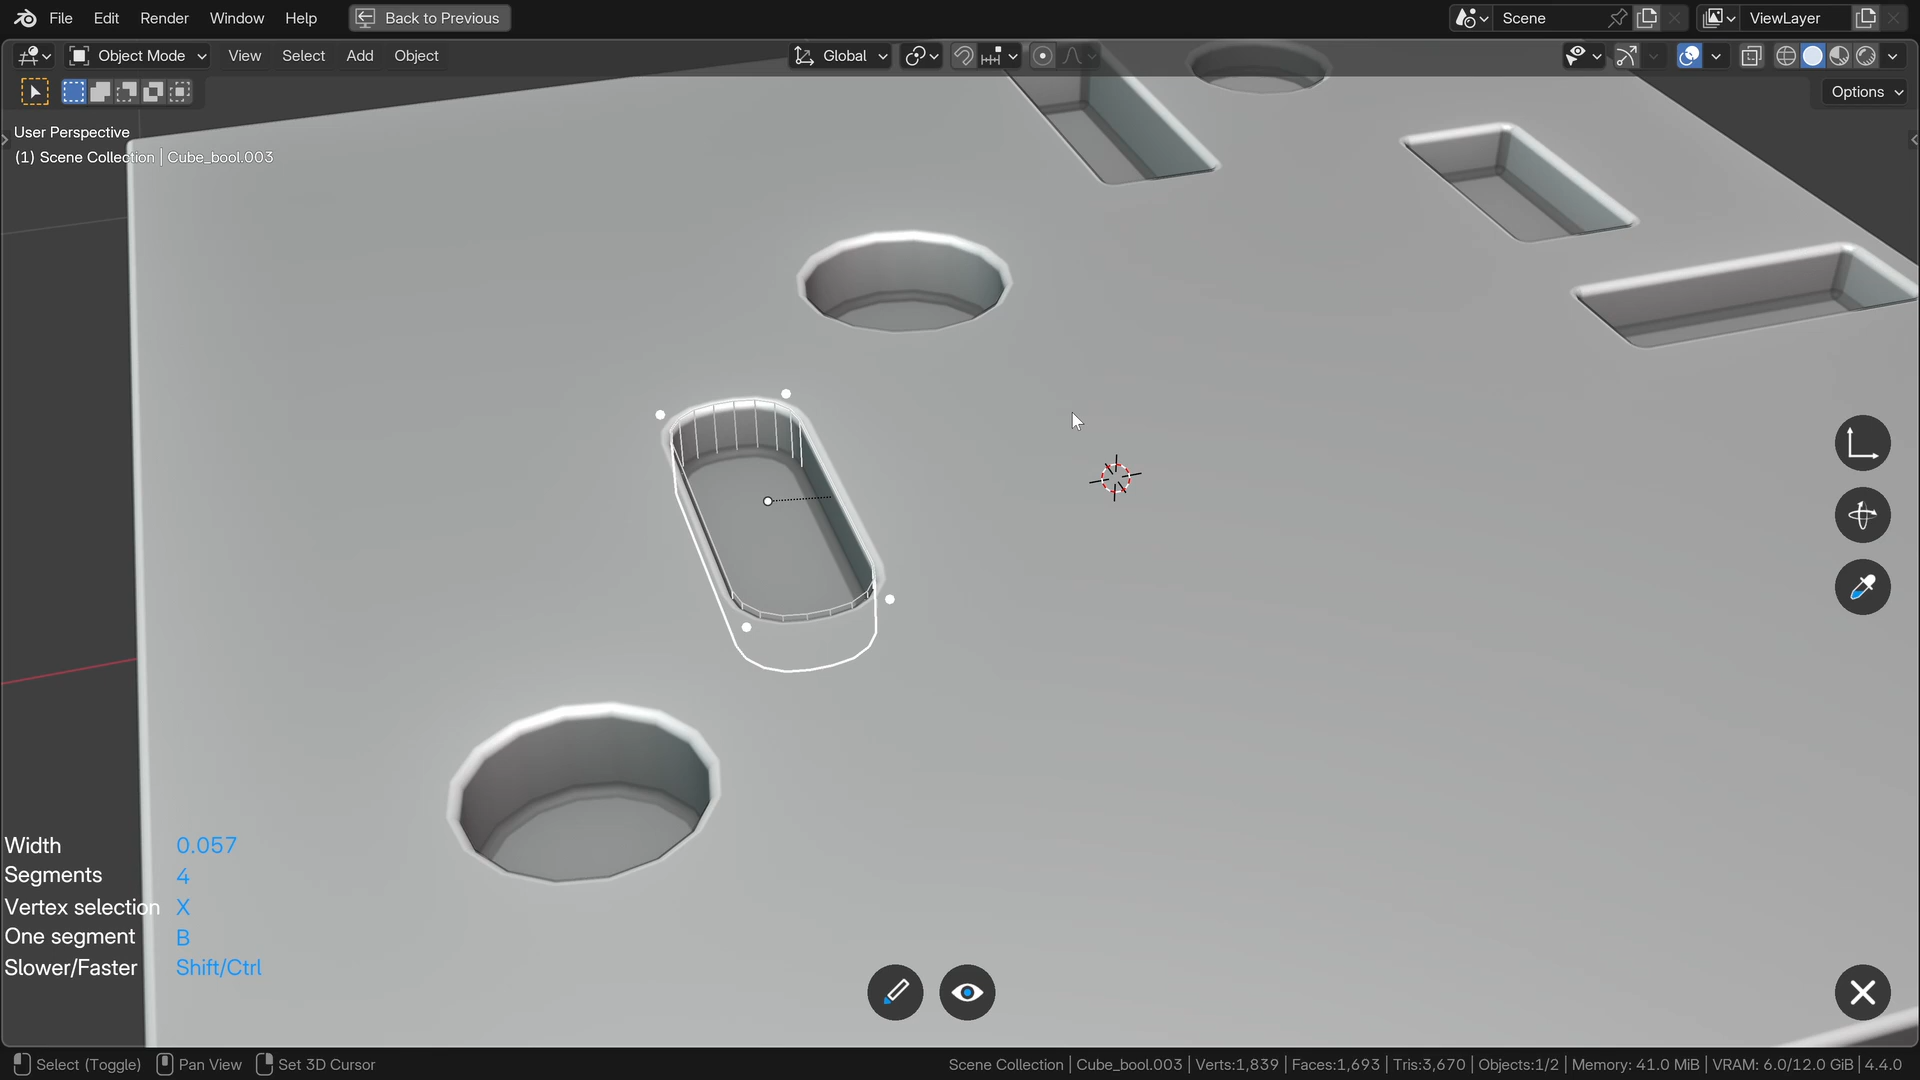 File Edit Render Window Help Back to Previous Scene ViewLayer
Object Mode View Select Add Object Global
Options
User Perspective
(1) Scene Collection | Cube_bool.003
Width 0.057
Segments 4
Vertex selection X
One segment B
Slower/Faster Shift/Ctrl
Select (Toggle) Pan View Set 3D Cursor Scene Collection | Cube_bool.003 | Verts:1,839 | Faces:1,693 | Tris:3,670 | Objects:1/2 | Memory: 41.0 MiB | VRAM: 6.0/12.0 GiB | 4.4.0